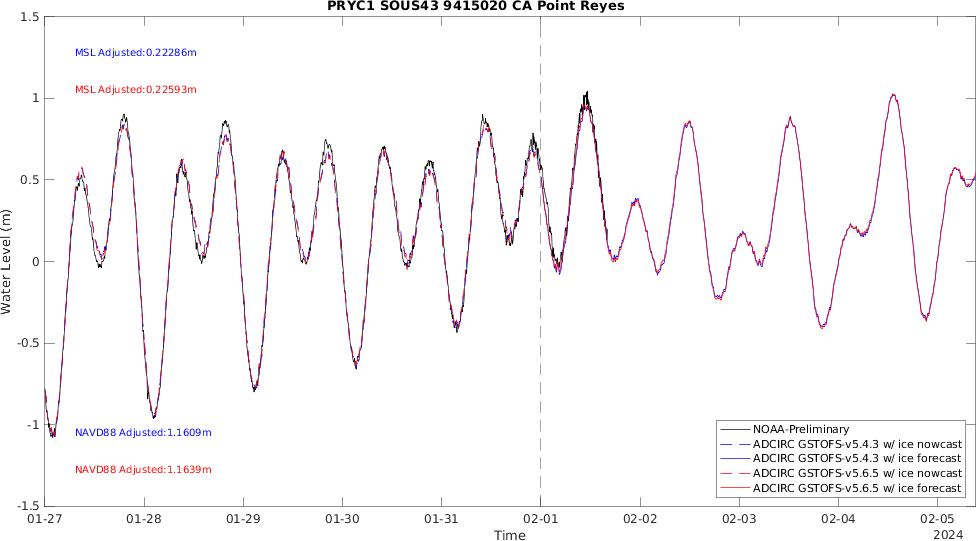 PRYC1 SOUS43 9415020 CA Point Reyes
1.5
MSL Adjusted:0.22286m
MSL Adjusted:0.22593m
1
0.5
Water Level (m)
0
-0.5
-1
NAVD88 Adjusted:1.1609m
NAVD88 Adjusted:1.1639m
-1.5
NOAA-Preliminary
ADCIRC GSTOFS-v5.4.3 w/ ice nowcast
ADCIRC GSTOFS-v5.4.3 w/ ice forecast
ADCIRC GSTOFS-v5.6.5 w/ ice nowcast
ADCIRC GSTOFS-v5.6.5 w/ ice forecast
01-27 01-28 01-29 01-30 01-31 02-01 02-02 02-03 02-04 02-05
Time
2024